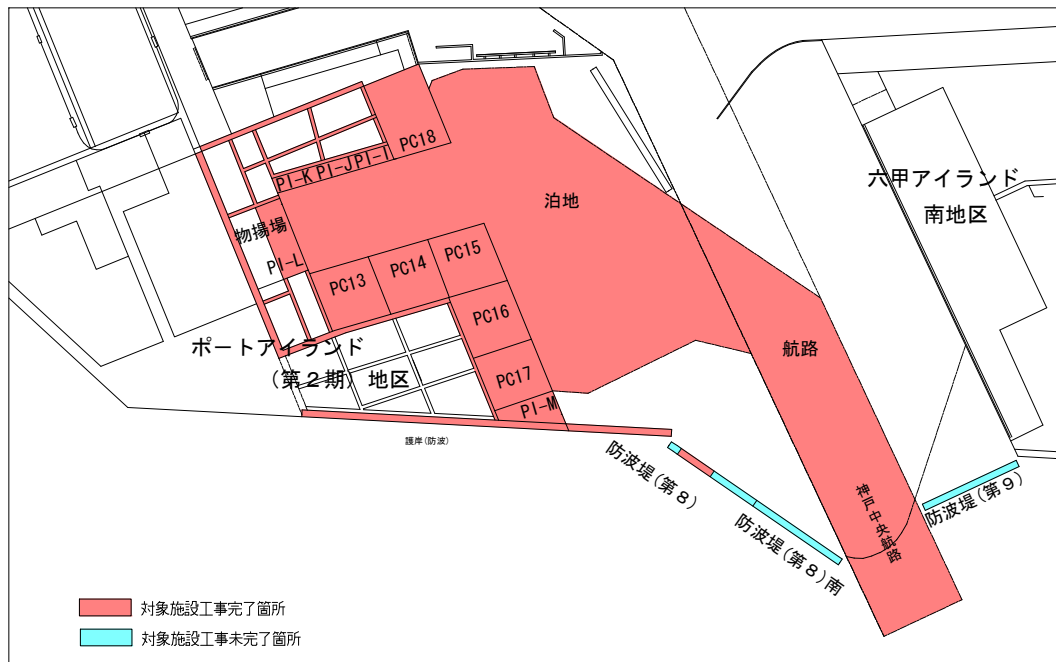 PC18
PI-K
PI-J
PI-I
六甲アイランド
南地区
泊地
物揚場
PI-L
PC13
PC14
PC15
PC16
ポートアイランド
(第2期) 地区
航路
PC17
PI-M
護岸(防波)
防波堤(第8)
防波堤(第8)南
神戸中央航路
防波堤(第9)
対象施設工事完了箇所
対象施設工事未完了箇所